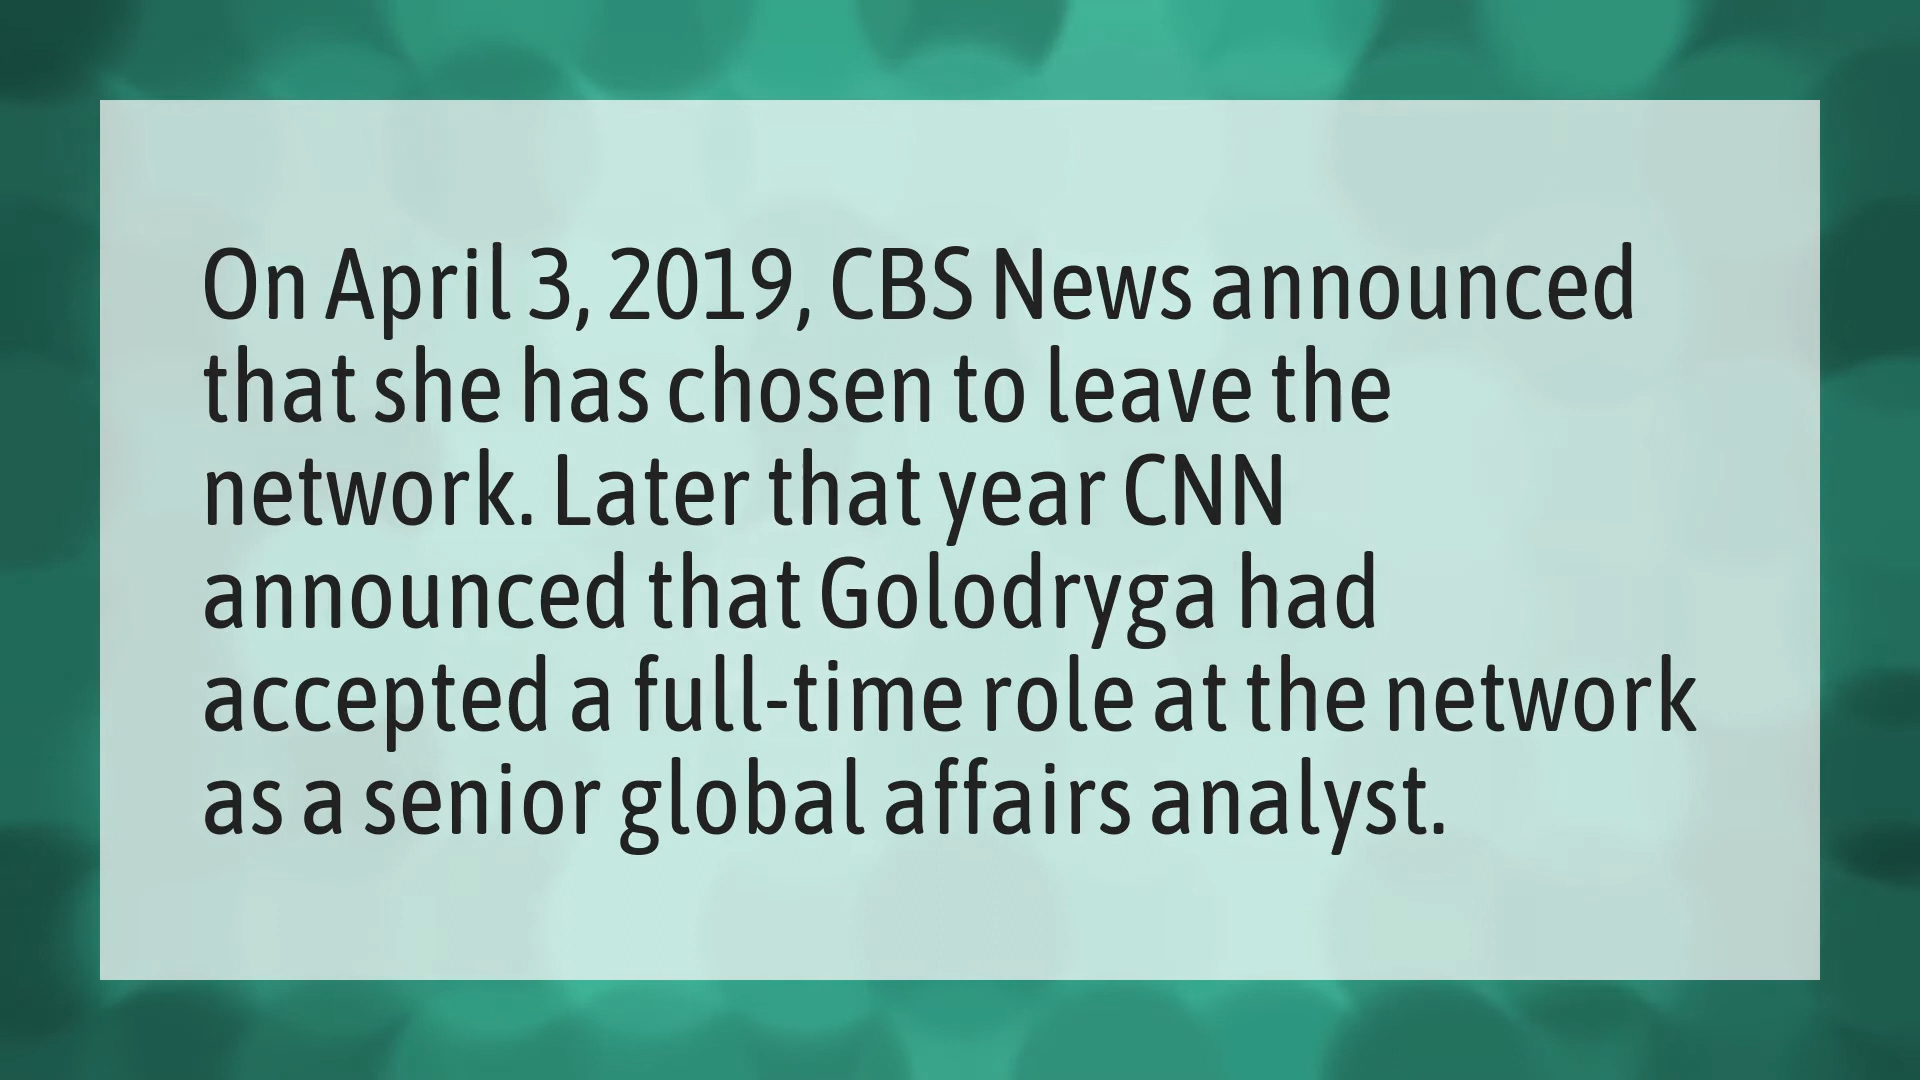 On April 3, 2019, CBS News announced
that she has chosen to leave the
network. Later that year CNN
announced that Golodryga had
accepted a full-time role at the network
as a senior global affairs analyst.